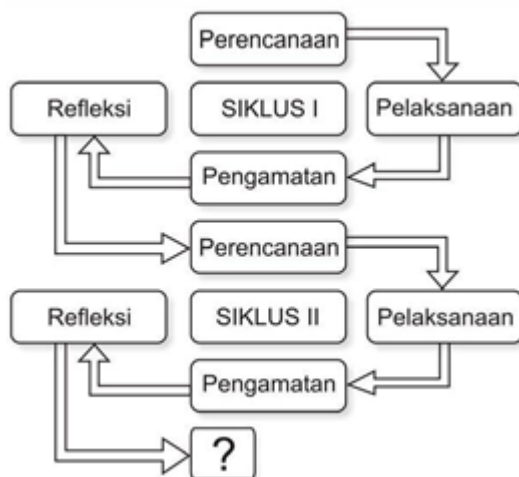 Perencanaan
Refleksi
SIKLUS I
Pelaksanaan
Pengamatan
Perencanaan
Refleksi
SIKLUS II
Pelaksanaan
Pengamatan
?